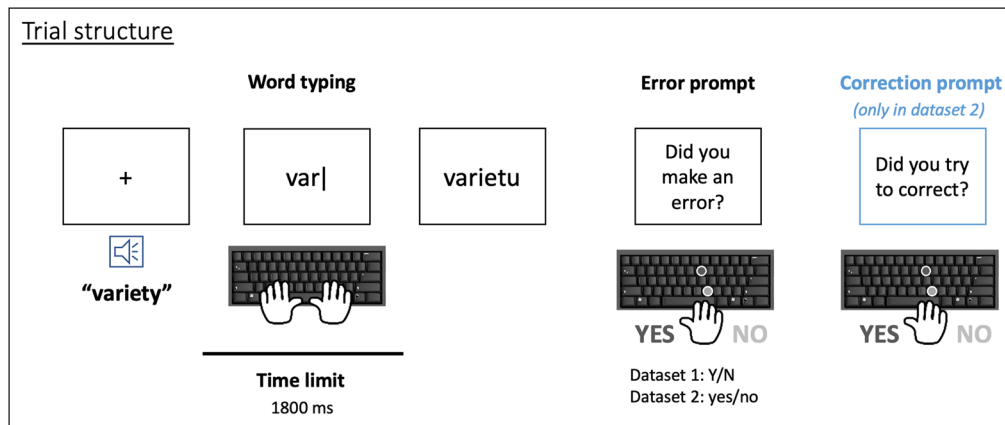 Trial structure
Word typing
Error prompt
Correction prompt
(only in dataset 2)
+
var|
varietu
Did you
make an
error?
Did you try
to correct?
“variety”
YES
NO
YES
NO
Time limit
1800 ms
Dataset 1: Y/N
Dataset 2: yes/no